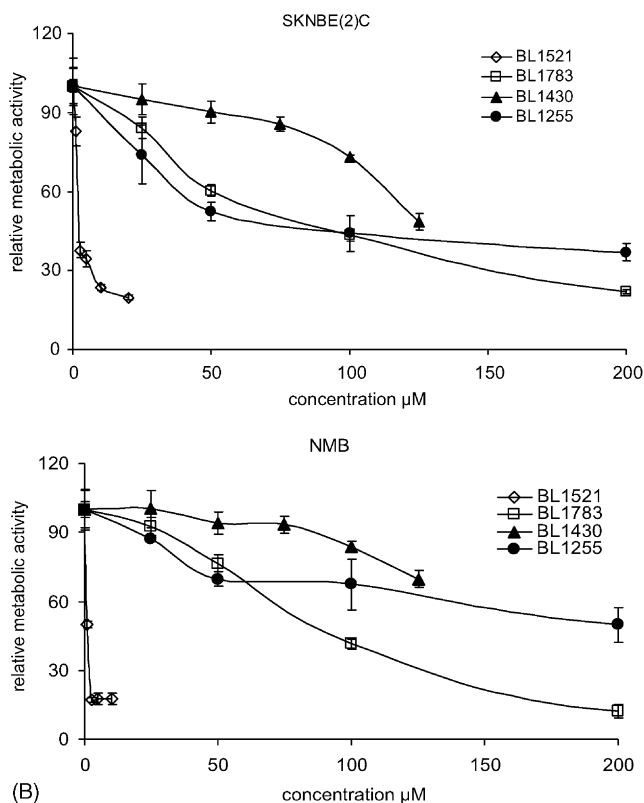 SKNBE(2)C
120
90
60
30
0
relative metabolic activity
BL1521
BL1783
BL1430
BL1255
0 50 100 150 200
concentration µM
NMB
120
90
60
30
0
relative metabolic activity
BL1521
BL1783
BL1430
BL1255
0 50 100 150 200
concentration µM
(B)